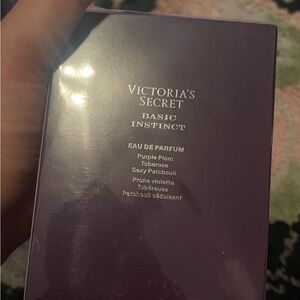 VICTORIA'S
SECRET
BASIC
INSTINCT
EAU DE PARFUM
Purple Plum
Tuberose
Sexy Patchouli
Prune violette
Tubéreuse
Patchouli séduisant